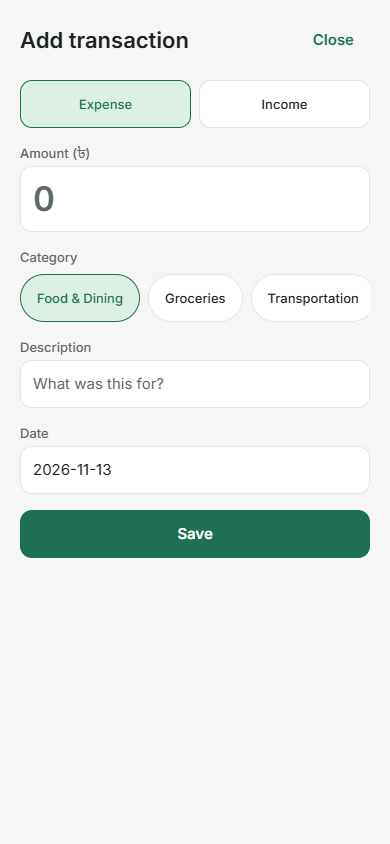 Add transaction
Close
Expense
Income
Amount (৳)
0
Category
Food & Dining
Groceries
Transportation
Description
What was this for?
Date
2026-11-13
Save